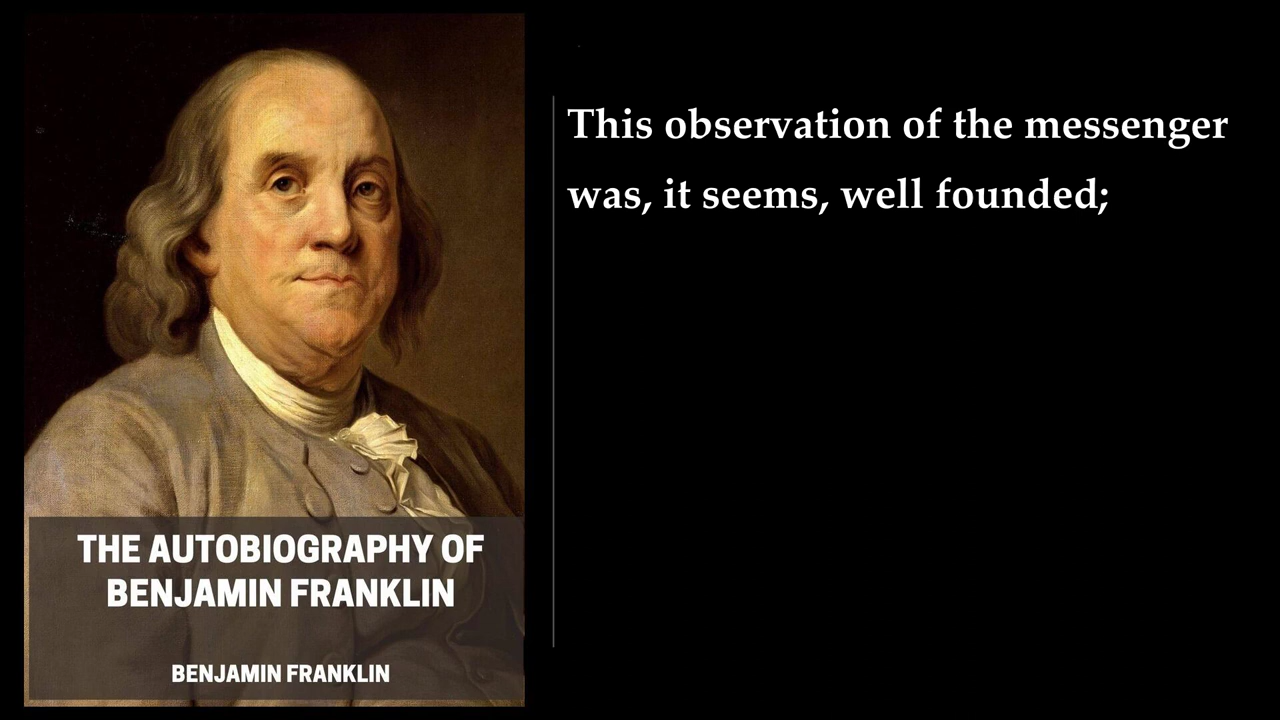 THE AUTOBIOGRAPHY OF
BENJAMIN FRANKLIN
BENJAMIN FRANKLIN
This observation of the messenger
was, it seems, well founded;